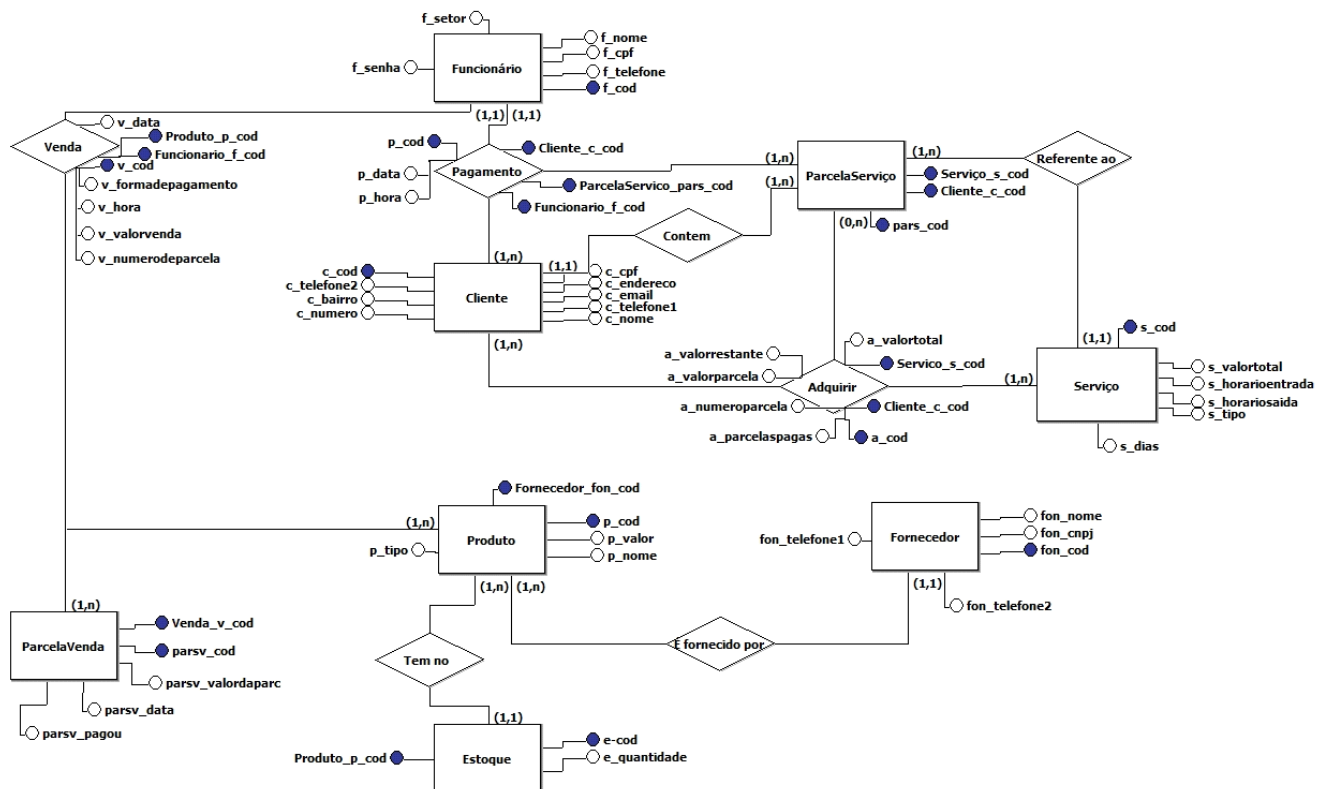 f_setor
f_nome
f_cpf
f_senha
Funcionário
f_telefone
f_cod
(1,1)
(1,1)
v_data
Produto_p_cod
Venda
Funcionario_f_cod
v_cod
v_formadepagamento
v_hora
v_valorvenda
v_numerodeparcela
p_cod
Cliente_c_cod
p_data
Pagamento
ParcelaServico_pars_cod
p_hora
Funcionario_f_cod
(1,n)
(1,n)
ParcelaServiço
(1,n)
Serviço_s_cod
Cliente_c_cod
(0,n)
pars_cod
Referente ao
Contem
(1,n)
(1,1)
c_cod
c_telefone2
c_bairro
c_numero
Cliente
c_cpf
c_endereco
c_email
c_telefone1
c_nome
(1,n)
a_valorrestante
a_valortotal
a_valorparcela
Servico_s_cod
Adquirir
a_numeroparcela
Cliente_c_cod
a_parcelaspagas
a_cod
(1,n)
(1,1)
s_cod
Serviço
s_valortotal
s_horarioentrada
s_horariosaida
s_tipo
s_dias
Fornecedor_fon_cod
(1,n)
p_tipo
Produto
p_cod
p_valor
p_nome
(1,n)
(1,n)
fon_telefone1
Fornecedor
fon_nome
fon_cnpj
fon_cod
(1,1)
fon_telefone2
(1,n)
ParcelaVenda
Venda_v_cod
parsv_cod
parsv_valordaparc
parsv_data
parsv_pagou
Tem no
É fornecido por
(1,1)
Produto_p_cod
Estoque
e-cod
e_quantidade